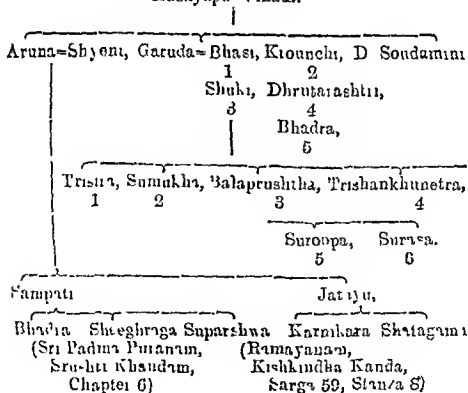 Aruna=Shyeni, Garuda=Bhasi, Krounchi, D Soudamini
1 2
Shuki, Dhrutarashtri,
3 4
Bhadra,
5
Trisira, Sumukha, Balaprushtha, Trishankhunetra,
1 2 3 4
Suroopa, Surasa.
5 6
Sampati Jatayu,
Bhadra Sheeghraga Suparshwa Karnikara Shatagami
(Sri Padma Puranam, (Ramayanam,
Srushti Khandam, Kishkindha Kanda,
Chapter 6) Sarga 59, Stanza 8)